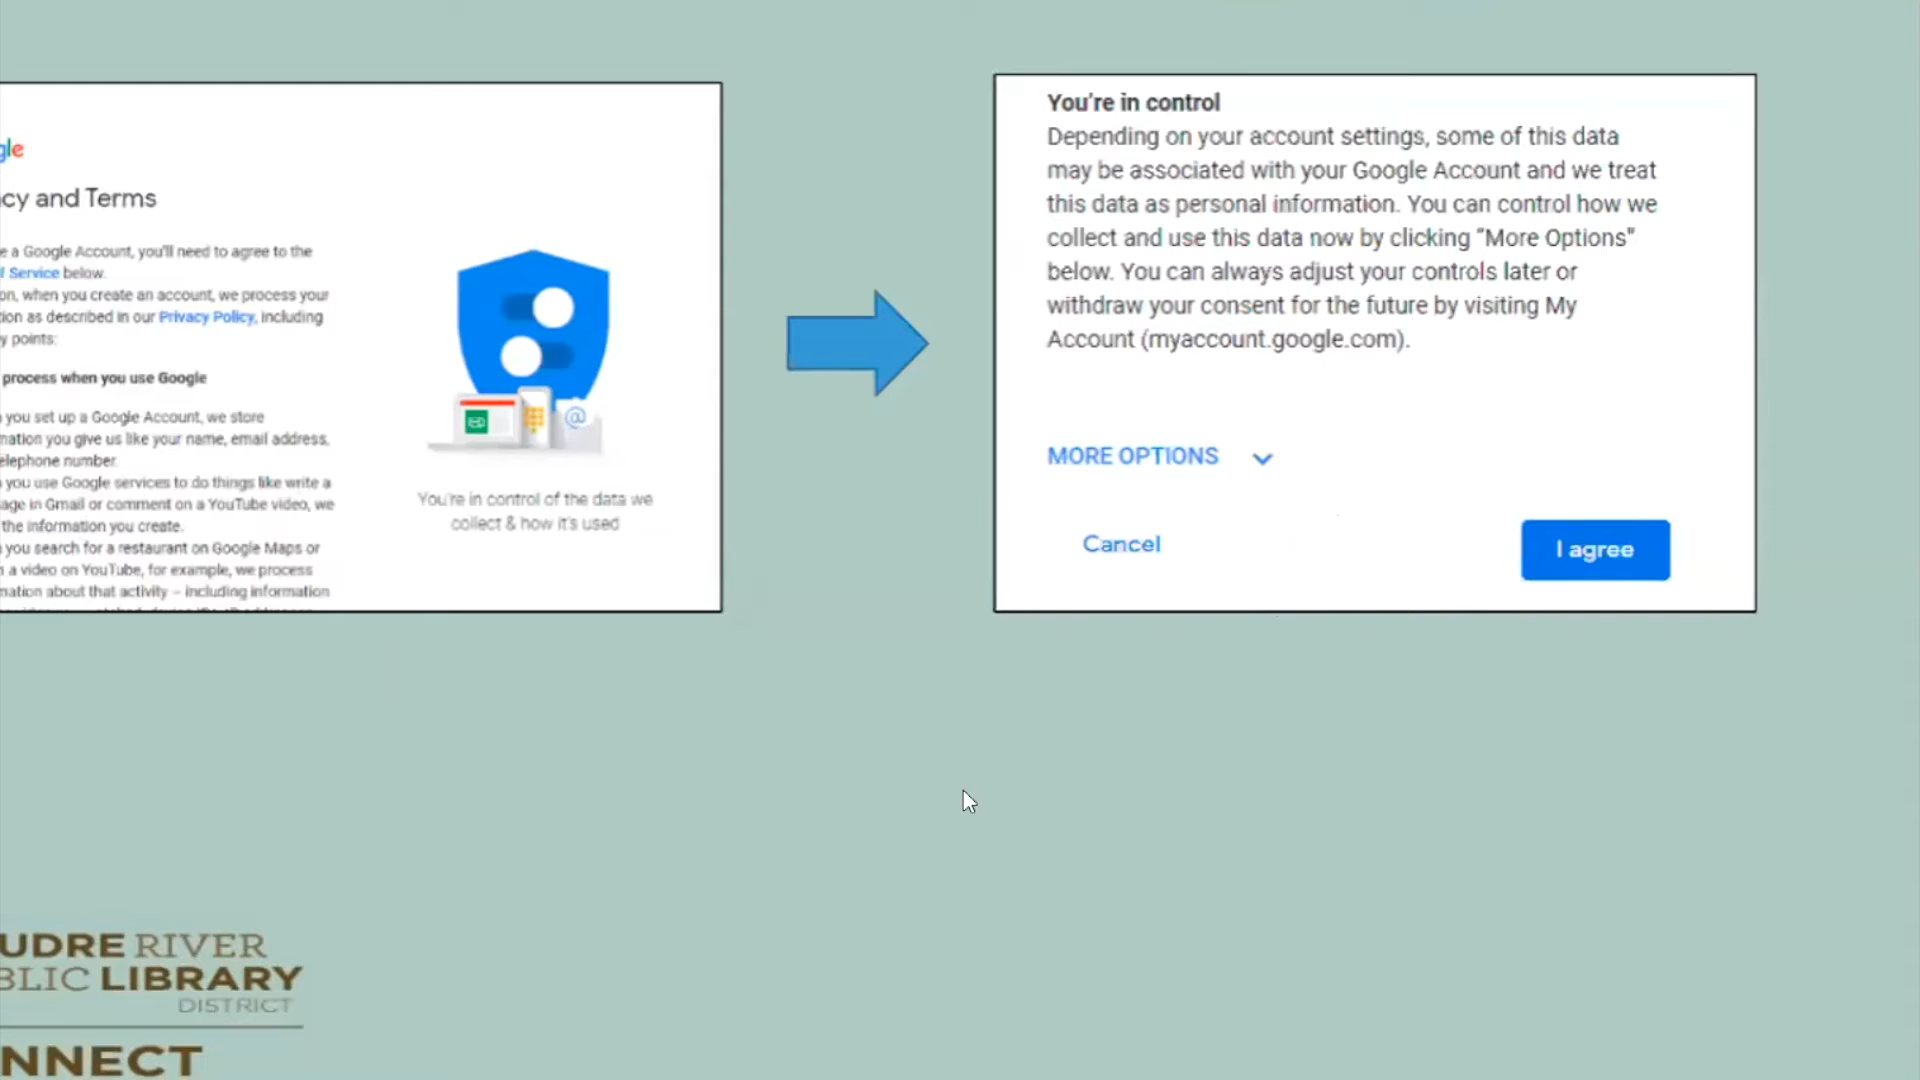 gle
cy and Terms
e a Google Account, you'll need to agree to the
Service below.
on, when you create an account, we process your
tion as described in our Privacy Policy, including
y points:
process when you use Google
you set up a Google Account, we store
mation you give us like your name, email address,
elephone number.
you use Google services to do things like write a
age in Gmail or comment on a YouTube video, we
the information you create.
you search for a restaurant on Google Maps or
a video on YouTube, for example, we process
mation about that activity – including information
You're in control of the data we
collect & how it's used
You're in control
Depending on your account settings, some of this data
may be associated with your Google Account and we treat
this data as personal information. You can control how we
collect and use this data now by clicking "More Options"
below. You can always adjust your controls later or
withdraw your consent for the future by visiting My
Account (myaccount.google.com).
MORE OPTIONS
Cancel
I agree
UDRE RIVER
BLIC LIBRARY
DISTRICT
NNECT